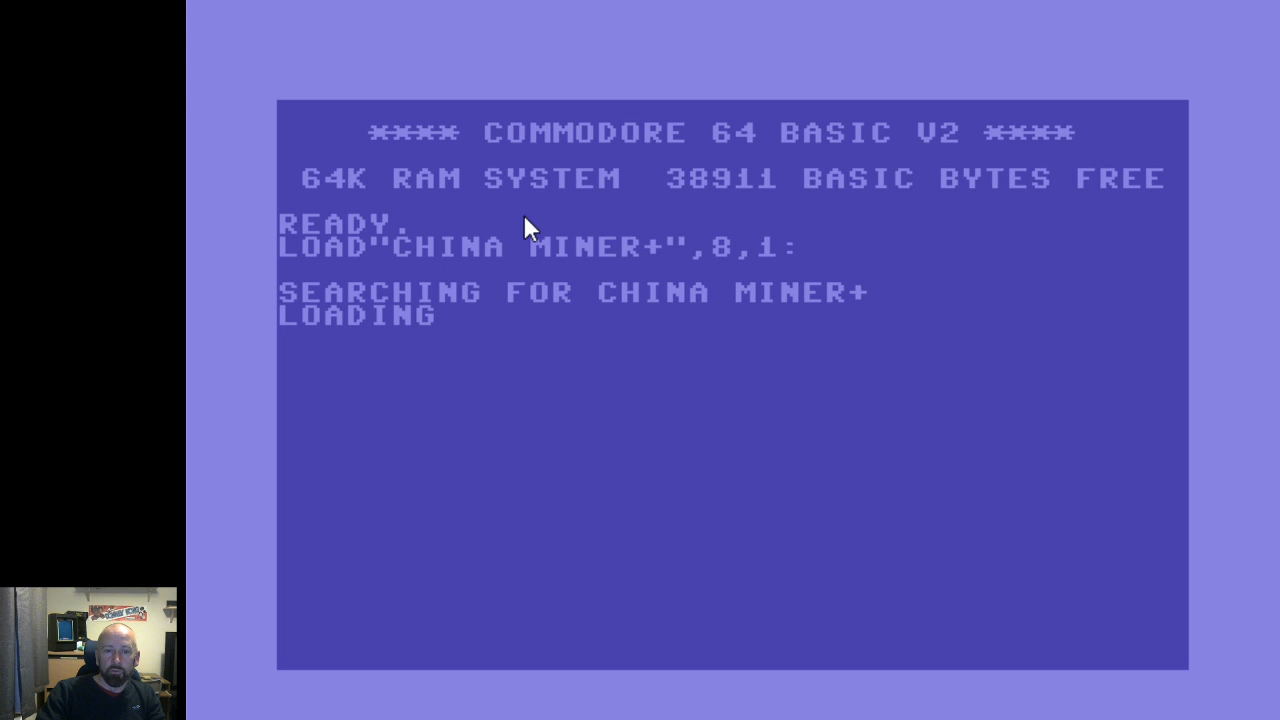 **** COMMODORE 64 BASIC V2 ****
64K RAM SYSTEM  38911 BASIC BYTES FREE
READY.
LOAD"CHINA MINER+",8,1:
SEARCHING FOR CHINA MINER+
LOADING